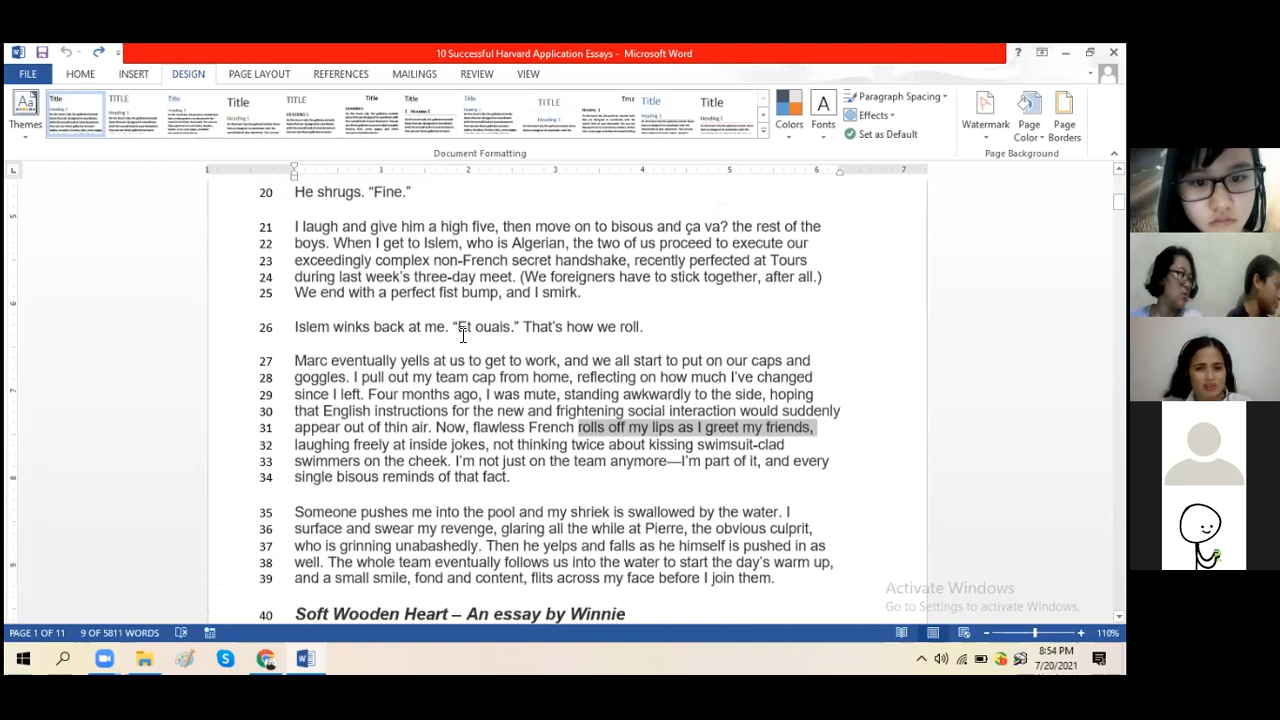 10 Successful Harvard Application Essays - Microsoft Word
FILE HOME INSERT DESIGN PAGE LAYOUT REFERENCES MAILINGS REVIEW VIEW
Themes
Colors
Fonts
Paragraph Spacing
Effects
Set as Default
Watermark
Page Color
Page Borders
Document Formatting
Page Background
1 1 2 3 4 5 6 7
20 He shrugs. “Fine.”
21 I laugh and give him a high five, then move on to bisous and ça va? the rest of the
22 boys. When I get to Islem, who is Algerian, the two of us proceed to execute our
23 exceedingly complex non-French secret handshake, recently perfected at Tours
24 during last week’s three-day meet. (We foreigners have to stick together, after all.)
25 We end with a perfect fist bump, and I smirk.
26 Islem winks back at me. “Et ouais.” That’s how we roll.
27 Marc eventually yells at us to get to work, and we all start to put on our caps and
28 goggles. I pull out my team cap from home, reflecting on how much I’ve changed
29 since I left. Four months ago, I was mute, standing awkwardly to the side, hoping
30 that English instructions for the new and frightening social interaction would suddenly
31 appear out of thin air. Now, flawless French rolls off my lips as I greet my friends,
32 laughing freely at inside jokes, not thinking twice about kissing swimsuit-clad
33 swimmers on the cheek. I’m not just on the team anymore—I’m part of it, and every
34 single bisous reminds of that fact.
35 Someone pushes me into the pool and my shriek is swallowed by the water. I
36 surface and swear my revenge, glaring all the while at Pierre, the obvious culprit,
37 who is grinning unabashedly. Then he yelps and falls as he himself is pushed in as
38 well. The whole team eventually follows us into the water to start the day’s warm up,
39 and a small smile, fond and content, flits across my face before I join them.
40 Soft Wooden Heart – An essay by Winnie
Activate Windows
Go to Settings to activate Windows.
PAGE 1 OF 11 9 OF 5811 WORDS
110%
8:54 PM
7/20/2021